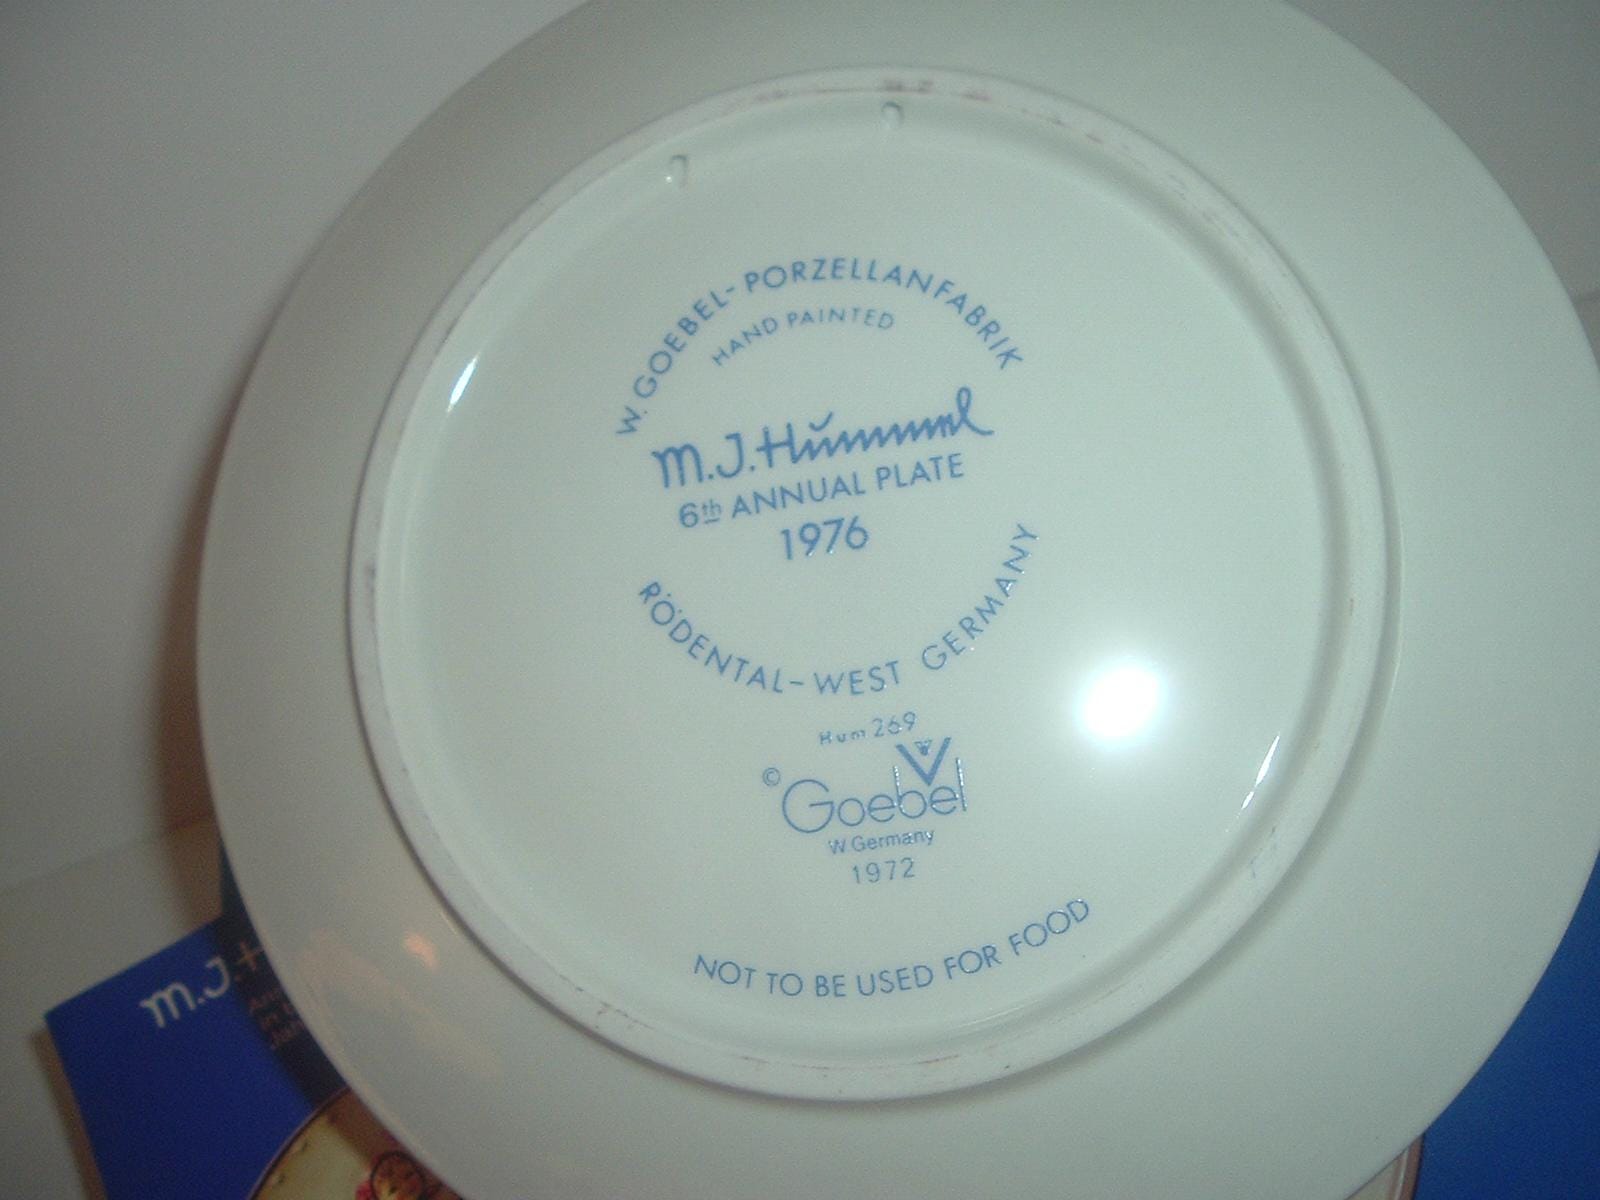 W. GOEBEL-PORZELLANFABRIK
HAND PAINTED
M.J. Hummel
6th ANNUAL PLATE
1976
RÖDENTAL-WEST GERMANY
Hum 269
© Goebel
W.Germany
1972
NOT TO BE USED FOR FOOD
M.J.